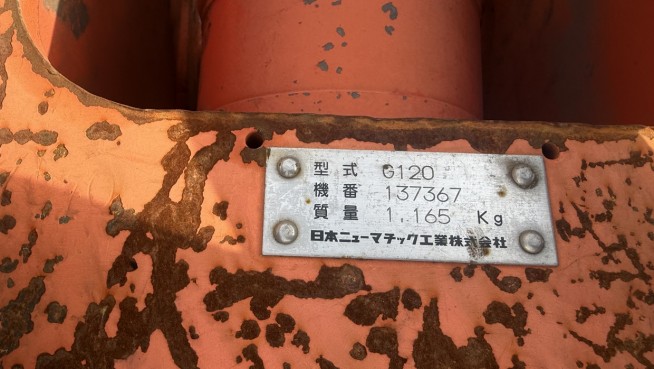 型式 G120
機番 137367
質量 1,165 Kg
日本ニューマチック工業株式会社